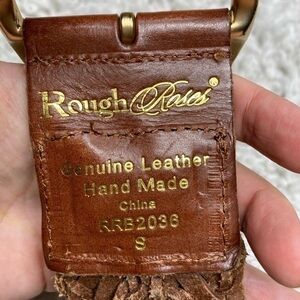 Rough Roses®
Genuine Leather
Hand Made
China
RRB2036
S